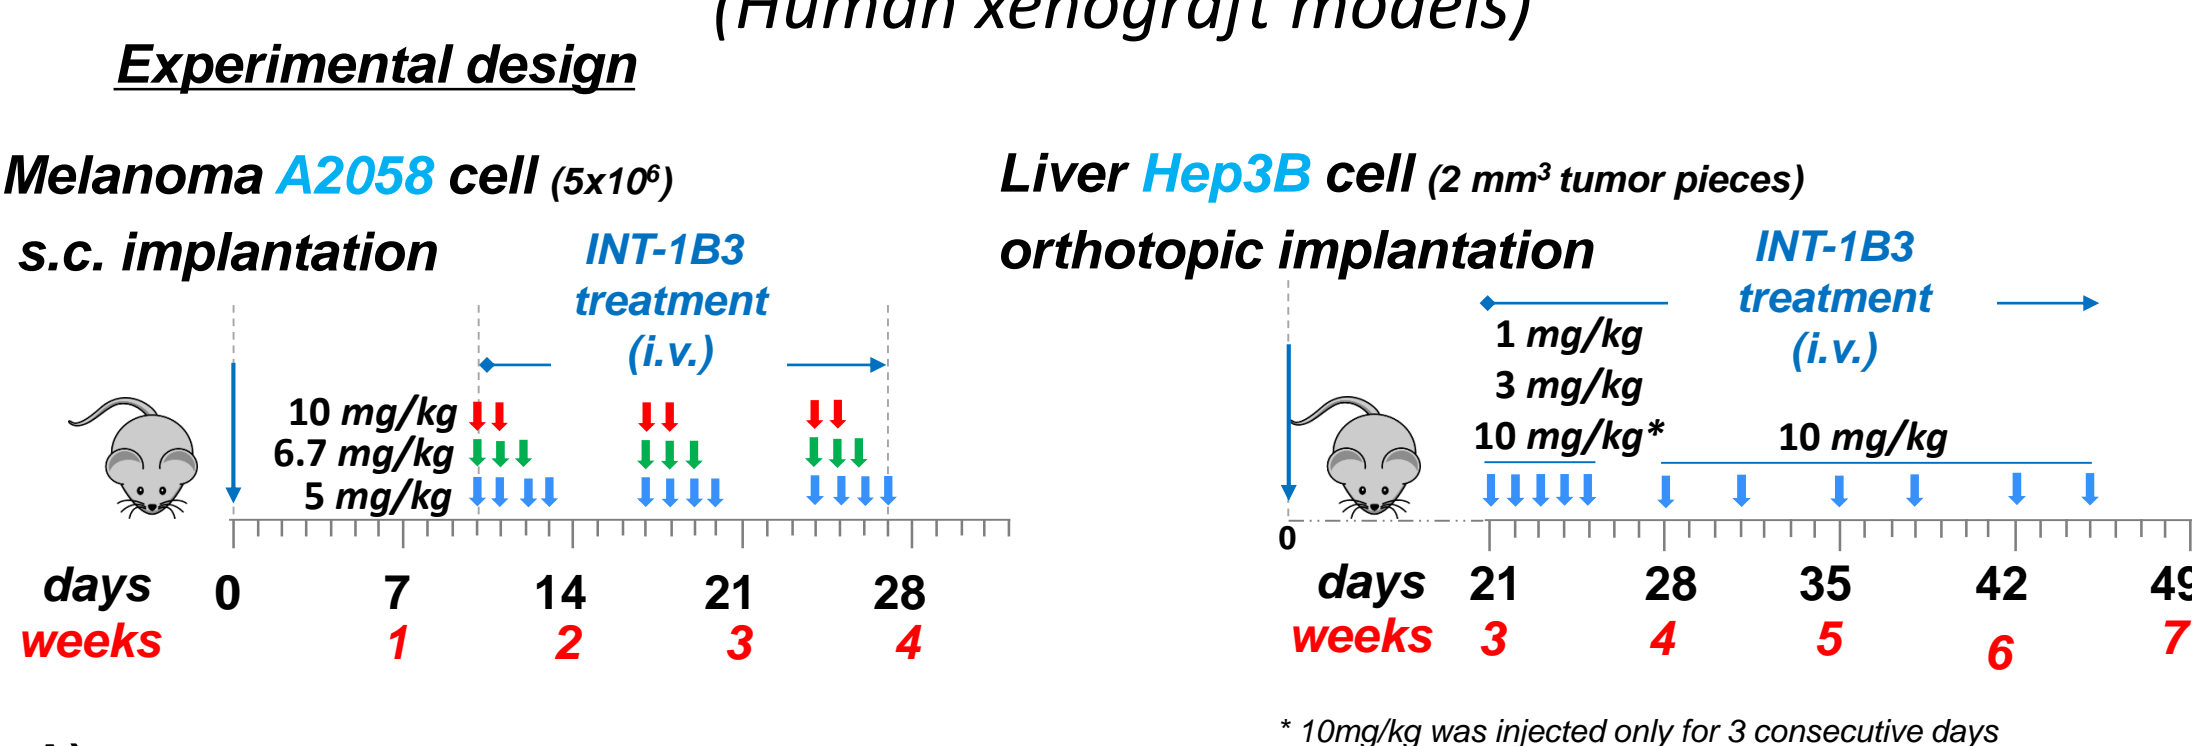 (Human xenograft models)
Experimental design
Melanoma A2058 cell (5x10⁶)
s.c. implantation
INT-1B3
treatment
(i.v.)
10 mg/kg
6.7 mg/kg
5 mg/kg
days 0 7 14 21 28
weeks 1 2 3 4
Liver Hep3B cell (2 mm³ tumor pieces)
orthotopic implantation
INT-1B3
treatment
(i.v.)
1 mg/kg
3 mg/kg
10 mg/kg*
10 mg/kg
0
days 21 28 35 42 49
weeks 3 4 5 6 7
* 10mg/kg was injected only for 3 consecutive days